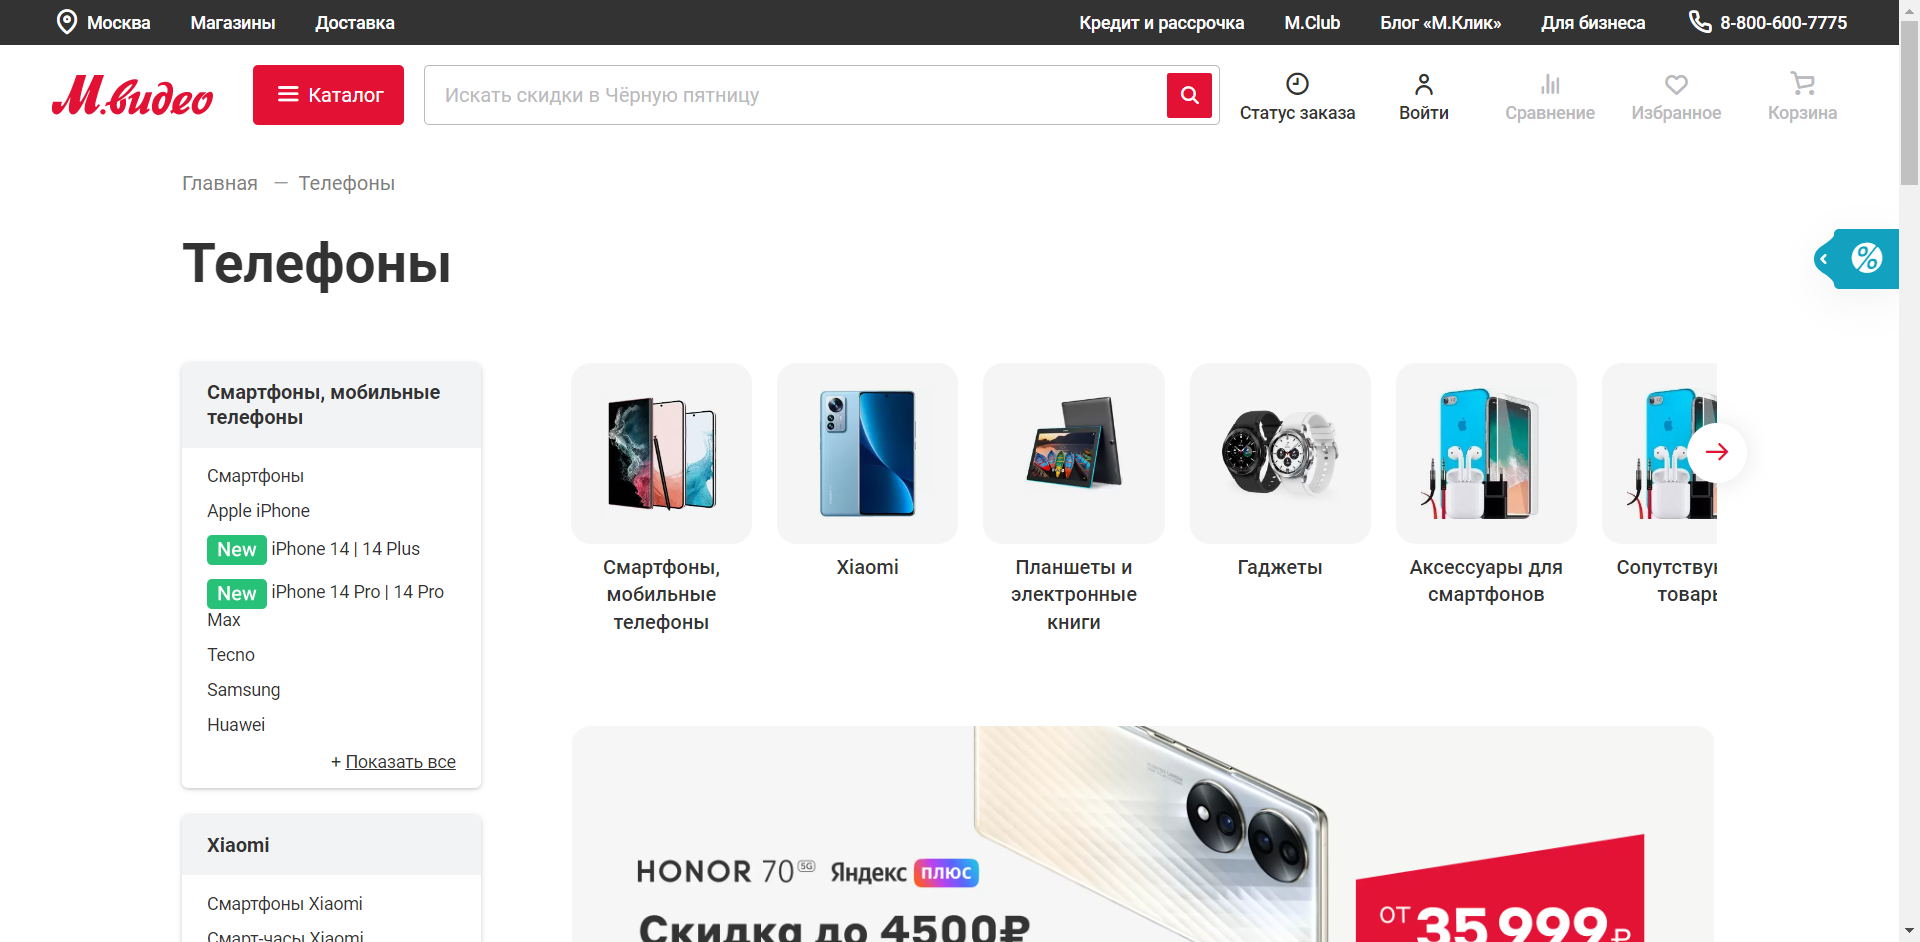 Москва Магазины Доставка Кредит и рассрочка M.Club Блог «М.Клик» Для бизнеса 8-800-600-7775
М.видео Каталог Искать скидки в Чёрную пятницу Статус заказа Войти Сравнение Избранное Корзина
Главная — Телефоны
Телефоны
%
Смартфоны, мобильные
телефоны
Смартфоны
Apple iPhone
New iPhone 14 | 14 Plus
New iPhone 14 Pro | 14 Pro
Max
Tecno
Samsung
Huawei
+ Показать все
Xiaomi
Смартфоны Xiaomi
Смарт-часы Xiaomi
Смартфоны,
мобильные
телефоны
Xiaomi
Планшеты и
электронные
книги
Гаджеты
Аксессуары для
смартфонов
Сопутству
товар
HONOR 70 5G Яндекс плюс
Скидка до 4500₽
от 35 999₽